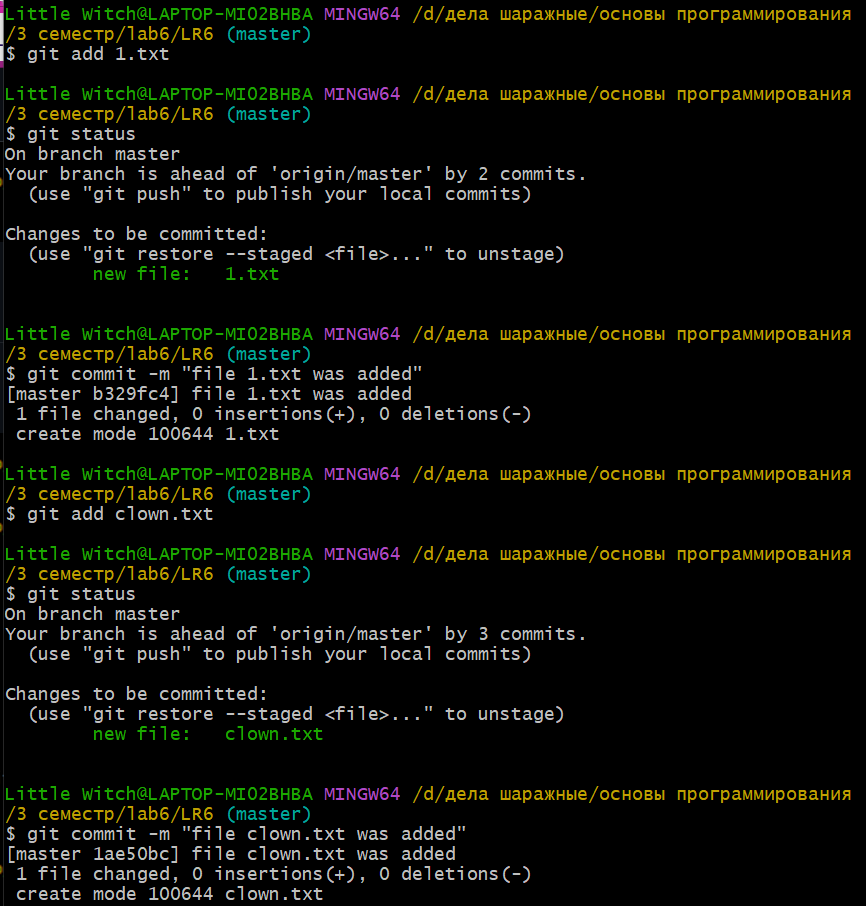 Little Witch@LAPTOP-MIO2BHBA MINGW64 /d/дела шаражные/основы программирования
/3 семестр/lab6/LR6 (master)
$ git add 1.txt
Little Witch@LAPTOP-MIO2BHBA MINGW64 /d/дела шаражные/основы программирования
/3 семестр/lab6/LR6 (master)
$ git status
On branch master
Your branch is ahead of 'origin/master' by 2 commits.
  (use "git push" to publish your local commits)
Changes to be committed:
  (use "git restore --staged <file>..." to unstage)
        new file:   1.txt
Little Witch@LAPTOP-MIO2BHBA MINGW64 /d/дела шаражные/основы программирования
/3 семестр/lab6/LR6 (master)
$ git commit -m "file 1.txt was added"
[master b329fc4] file 1.txt was added
 1 file changed, 0 insertions(+), 0 deletions(-)
 create mode 100644 1.txt
Little Witch@LAPTOP-MIO2BHBA MINGW64 /d/дела шаражные/основы программирования
/3 семестр/lab6/LR6 (master)
$ git add clown.txt
Little Witch@LAPTOP-MIO2BHBA MINGW64 /d/дела шаражные/основы программирования
/3 семестр/lab6/LR6 (master)
$ git status
On branch master
Your branch is ahead of 'origin/master' by 3 commits.
  (use "git push" to publish your local commits)
Changes to be committed:
  (use "git restore --staged <file>..." to unstage)
        new file:   clown.txt
Little Witch@LAPTOP-MIO2BHBA MINGW64 /d/дела шаражные/основы программирования
/3 семестр/lab6/LR6 (master)
$ git commit -m "file clown.txt was added"
[master 1ae50bc] file clown.txt was added
 1 file changed, 0 insertions(+), 0 deletions(-)
 create mode 100644 clown.txt